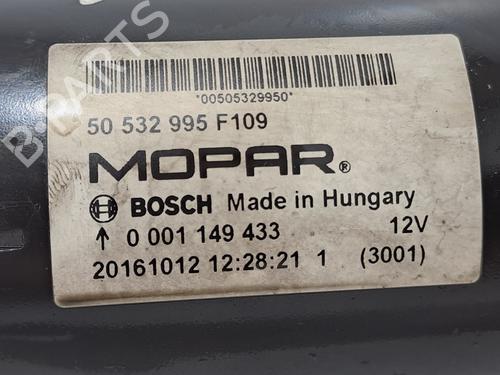 *00505329950*
50 532 995 F109
MOPAR®
BOSCH Made in Hungary
0 001 149 433 12V
20161012 12:28:21 1 (3001)
B-PARTS